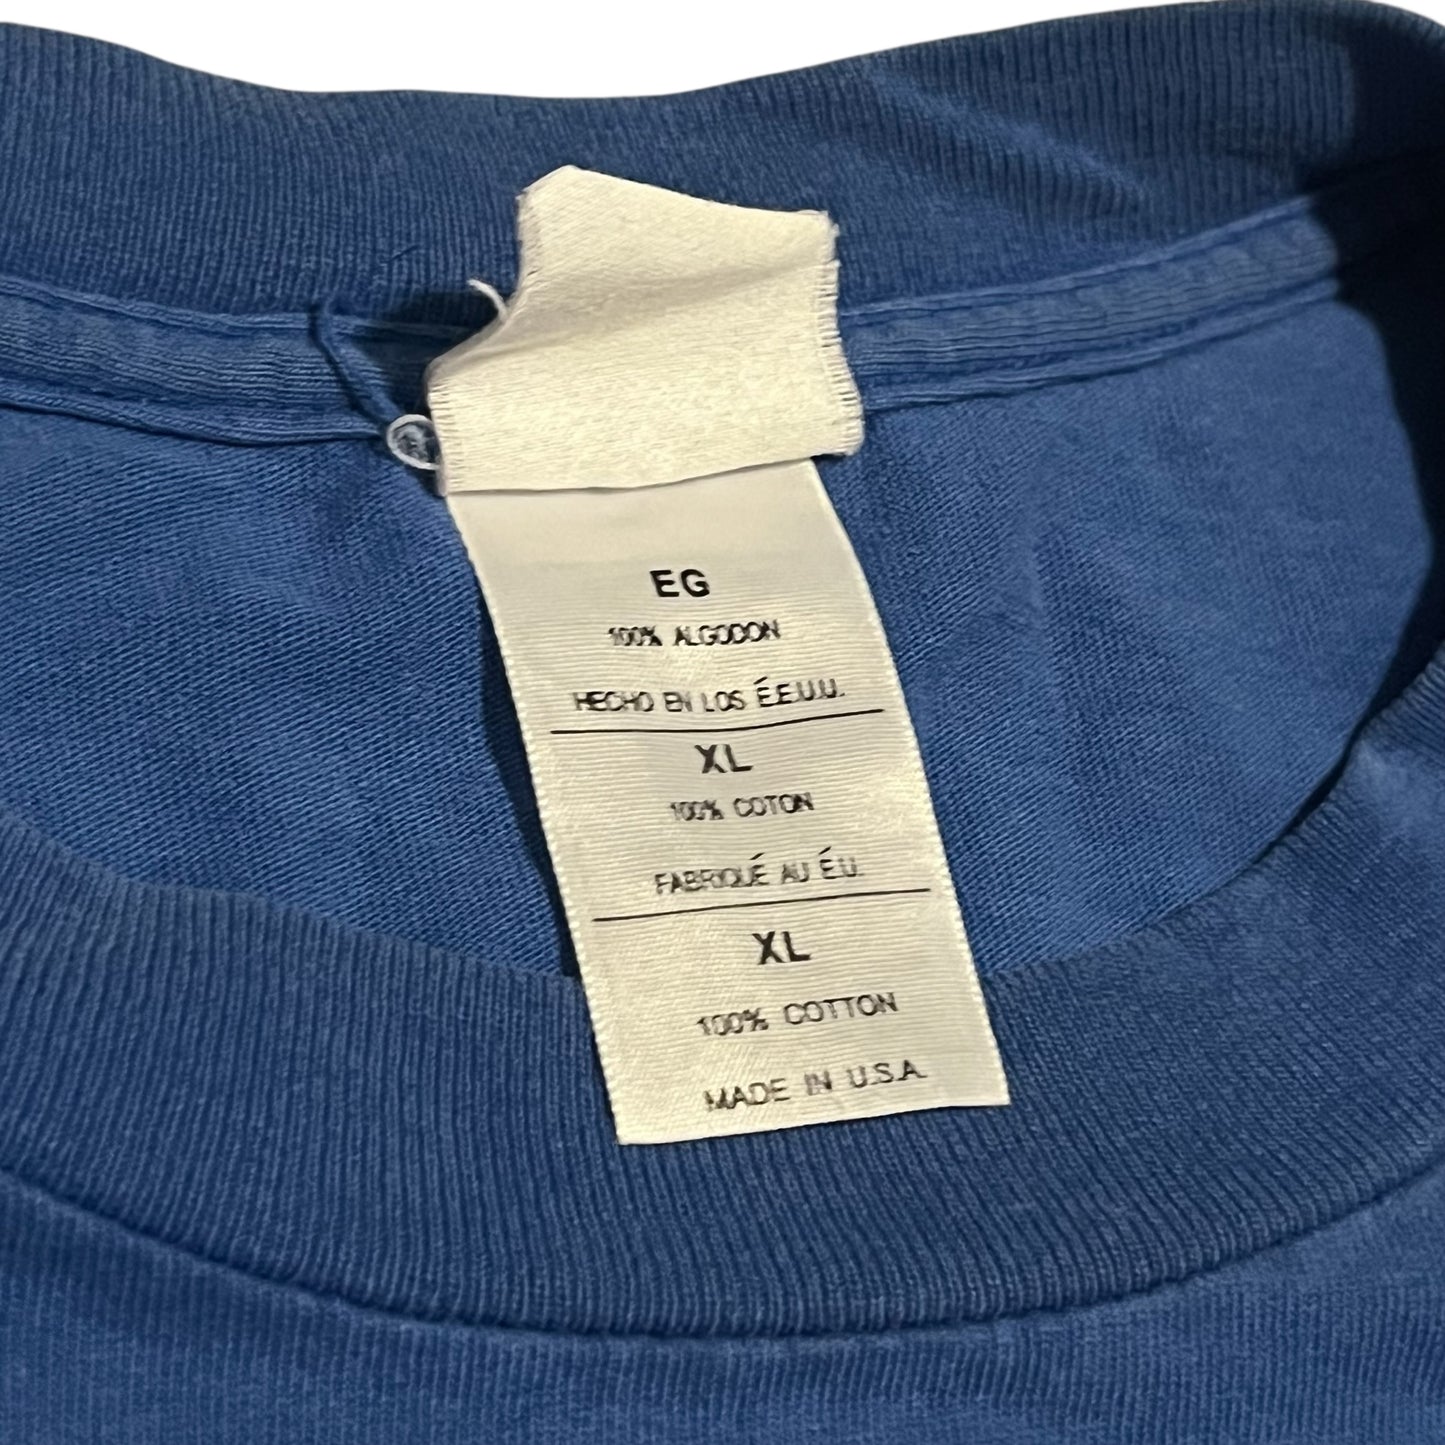 EG
100% ALGODON
HECHO EN LOS É.E.U.U.
XL
100% COTON
FABRIQUÉ AU É.U.
XL
100% COTTON
MADE IN U.S.A.